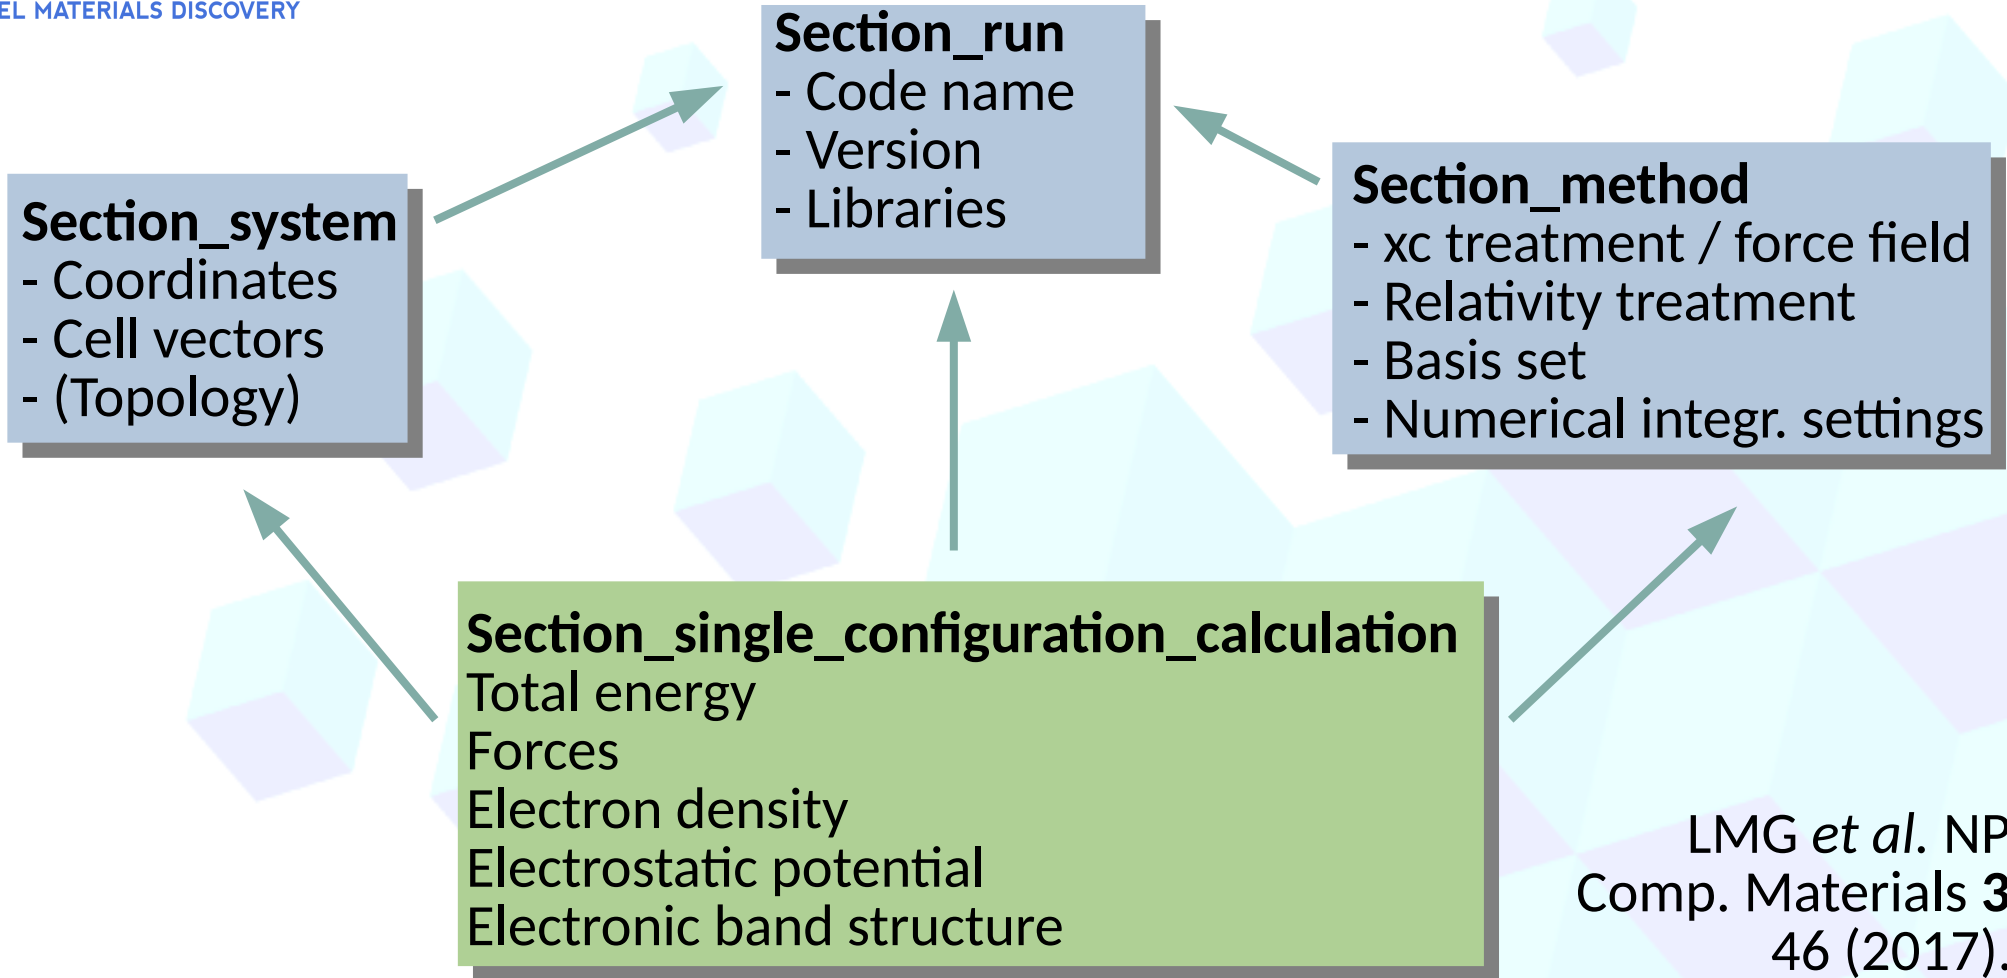 MATERIALS DISCOVERY
Section_run
- Code name
- Version
- Libraries
Section_system
- Coordinates
- Cell vectors
- (Topology)
Section_method
- xc treatment / force field
- Relativity treatment
- Basis set
- Numerical integr. settings
Section_single_configuration_calculation
Total energy
Forces
Electron density
Electrostatic potential
Electronic band structure
LMG et al. NP
Comp. Materials 3
46 (2017).